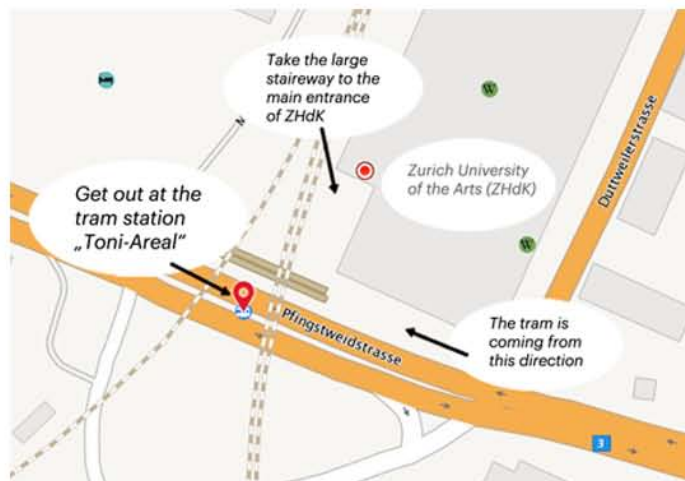 Take the large
staireway to the
main entrance
of ZHdK
W
Zurich University
of the Arts (ZHdK)
Duttweilerstrasse
N
Get out at the
tram station
„Toni-Areal“
W
Pfingstweidstrasse
The tram is
coming from
this direction
3